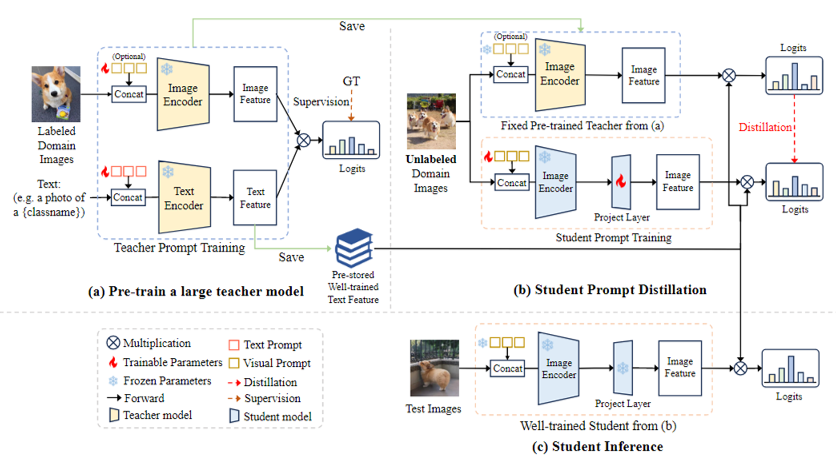 Save
(Optional)
Concat
Image
Encoder
Image
Feature
GT
Supervision
Logits
Labeled
Domain
Images
Text:
(e.g. a photo of
a {classname})
Concat
Text
Encoder
Text
Feature
Teacher Prompt Training
Save
Pre-stored
Well-trained
Text Feature
(a) Pre-train a large teacher model
(Optional)
Concat
Image
Encoder
Image
Feature
Logits
Fixed Pre-trained Teacher from (a)
Distillation
Unlabeled
Domain
Images
Concat
Image
Encoder
Project Layer
Image
Feature
Logits
Student Prompt Training
(b) Student Prompt Distillation
Multiplication
Text Prompt
Trainable Parameters
Visual Prompt
Frozen Parameters
Distillation
Forward
Supervision
Teacher model
Student model
Test Images
Concat
Image
Encoder
Project Layer
Image
Feature
Logits
Well-trained Student from (b)
(c) Student Inference